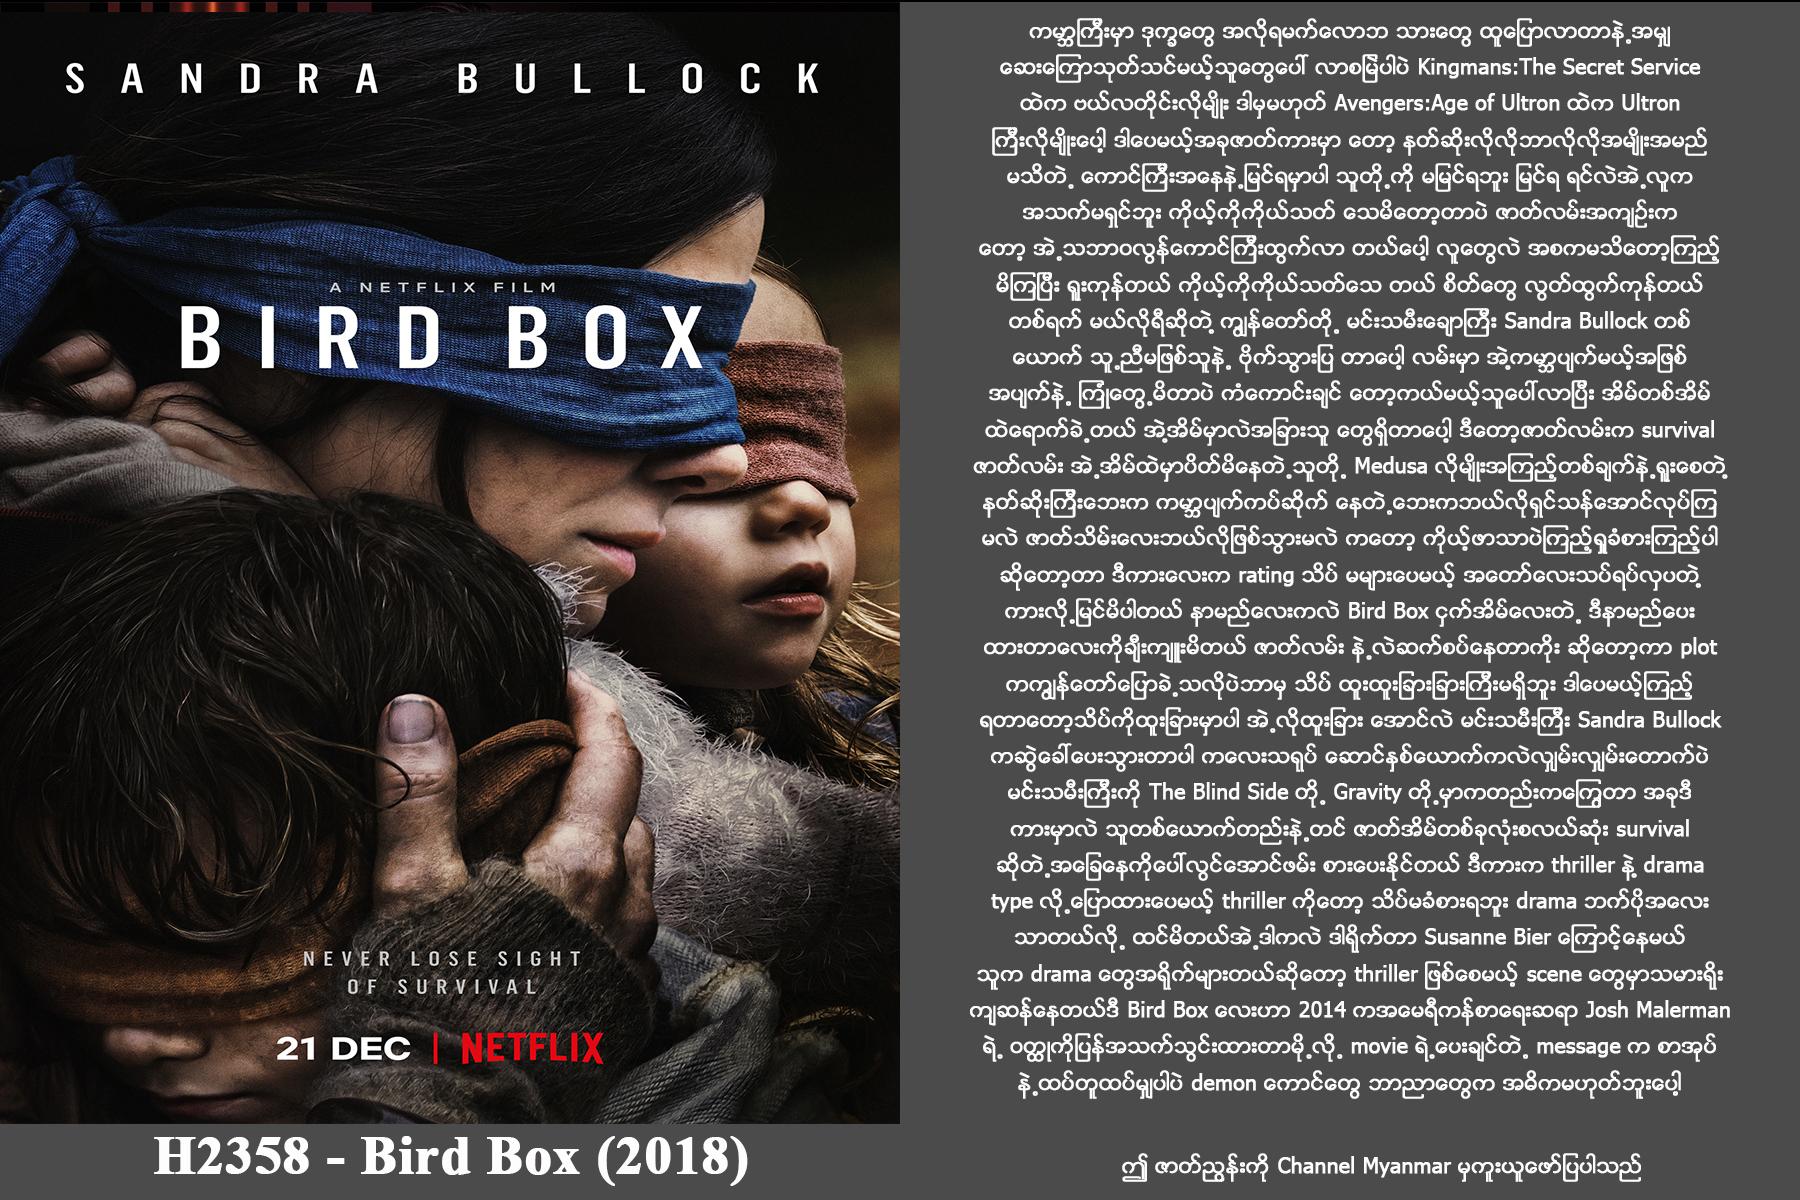 SANDRA BULLOCK
A NETFLIX FILM
BIRD BOX
NEVER LOSE SIGHT
OF SURVIVAL
21 DEC | NETFLIX
H2358 - Bird Box (2018)
ကမ္ဘာကြီးမှာ ဒုက္ခတွေ အလိုရမက်လောဘ သားတွေ ထူပြောလာတာနဲ့အမျှ
ဆေးကြောသုတ်သင်မယ့်သူတွေပေါ် လာစမြဲပါပဲ Kingmans:The Secret Service
ထဲက ဗယ်လတိုင်းလိုမျိုး ဒါမှမဟုတ် Avengers:Age of Ultron ထဲက Ultron
ကြီးလိုမျိုးပေါ့ ဒါပေမယ့်အခုဇာတ်ကားမှာ တော့ နတ်ဆိုးလိုလိုဘာလိုလိုအမျိုးအမည်
မသိတဲ့ ကောင်ကြီးအနေနဲ့မြင်ရမှာပါ သူတို့ကို မမြင်ရဘူး မြင်ရ ရင်လဲအဲ့လူက
အသက်မရှင်ဘူး ကိုယ့်ကိုကိုယ်သတ် သေမိတော့တာပဲ ဇာတ်လမ်းအကျဉ်းက
တော့ အဲ့သဘာဝလွန်ကောင်ကြီးထွက်လာ တယ်ပေါ့ လူတွေလဲ အစကမသိတော့ကြည့်
မိကြပြီး ရူးကုန်တယ် ကိုယ့်ကိုကိုယ်သတ်သေ တယ် စိတ်တွေ လွတ်ထွက်ကုန်တယ်
တစ်ရက် မယ်လိုရီဆိုတဲ့ ကျွန်တော်တို့ မင်းသမီးချောကြီး Sandra Bullock တစ်
ယောက် သူ့ညီမဖြစ်သူနဲ့ ဗိုက်သွားပြ တာပေါ့ လမ်းမှာ အဲ့ကမ္ဘာပျက်မယ့်အဖြစ်
အပျက်နဲ့ ကြုံတွေ့မိတာပဲ ကံကောင်းချင် တော့ကယ်မယ့်သူပေါ်လာပြီး အိမ်တစ်အိမ်
ထဲရောက်ခဲ့တယ် အဲ့အိမ်မှာလဲအခြားသူ တွေရှိတာပေါ့ ဒီတော့ဇာတ်လမ်းက survival
ဇာတ်လမ်း အဲ့အိမ်ထဲမှာပိတ်မိနေတဲ့သူတို့ Medusa လိုမျိုးအကြည့်တစ်ချက်နဲ့ရူးစေတဲ့
နတ်ဆိုးကြီးဘေးက ကမ္ဘာပျက်ကပ်ဆိုက် နေတဲ့ဘေးကဘယ်လိုရှင်သန်အောင်လုပ်ကြ
မလဲ ဇာတ်သိမ်းလေးဘယ်လိုဖြစ်သွားမလဲ ကတော့ ကိုယ့်ဖာသာပဲကြည့်ရှုခံစားကြည့်ပါ
ဆိုတော့တာ ဒီကားလေးက rating သိပ် မများပေမယ့် အတော်လေးသပ်ရပ်လှပတဲ့
ကားလို့မြင်မိပါတယ် နာမည်လေးကလဲ Bird Box ငှက်အိမ်လေးတဲ့ ဒီနာမည်ပေး
ထားတာလေးကိုချီးကျူးမိတယ် ဇာတ်လမ်း နဲ့လဲဆက်စပ်နေတာကိုး ဆိုတော့ကာ plot
ကကျွန်တော်ပြောခဲ့သလိုပဲဘာမှ သိပ် ထူးထူးခြားခြားကြီးမရှိဘူး ဒါပေမယ့်ကြည့်
ရတာတော့သိပ်ကိုထူးခြားမှာပါ အဲ့လိုထူးခြား အောင်လဲ မင်းသမီးကြီး Sandra Bullock
ကဆွဲခေါ်ပေးသွားတာပါ ကလေးသရုပ် ဆောင်နှစ်ယောက်ကလဲလျှမ်းလျှမ်းတောက်ပဲ
မင်းသမီးကြီးကို The Blind Side တို့ Gravity တို့မှာကတည်းကကြွေတာ အခုဒီ
ကားမှာလဲ သူတစ်ယောက်တည်းနဲ့တင် ဇာတ်အိမ်တစ်ခုလုံးစလယ်ဆုံး survival
ဆိုတဲ့အခြေနေကိုပေါ်လွင်အောင်ဖမ်း စားပေးနိုင်တယ် ဒီကားက thriller နဲ့ drama
type လို့ပြောထားပေမယ့် thriller ကိုတော့ သိပ်မခံစားရဘူး drama ဘက်ပိုအလေး
သာတယ်လို့ ထင်မိတယ်အဲ့ဒါကလဲ ဒါရိုက်တာ Susanne Bier ကြောင့်နေမယ်
သူက drama တွေအရိုက်များတယ်ဆိုတော့ thriller ဖြစ်စေမယ့် scene တွေမှာသမားရိုး
ကျဆန်နေတယ်ဒီ Bird Box လေးဟာ 2014 ကအမေရီကန်စာရေးဆရာ Josh Malerman
ရဲ့ ဝတ္ထုကိုပြန်အသက်သွင်းထားတာမို့လို့ movie ရဲ့ပေးချင်တဲ့ message က စာအုပ်
နဲ့ထပ်တူထပ်မျှပါပဲ demon ကောင်တွေ ဘာညာတွေက အဓိကမဟုတ်ဘူးပေါ့
ဤ ဇာတ်ညွှန်းကို Channel Myanmar မှကူးယူဖော်ပြပါသည်